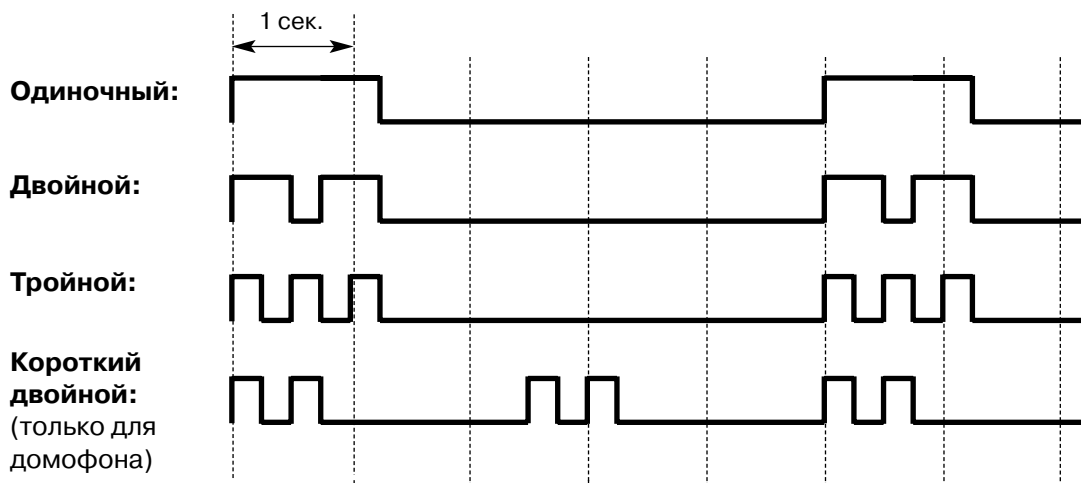 1 сек.
Одиночный:
Двойной:
Тройной:
Короткий
двойной:
(только для
домофона)